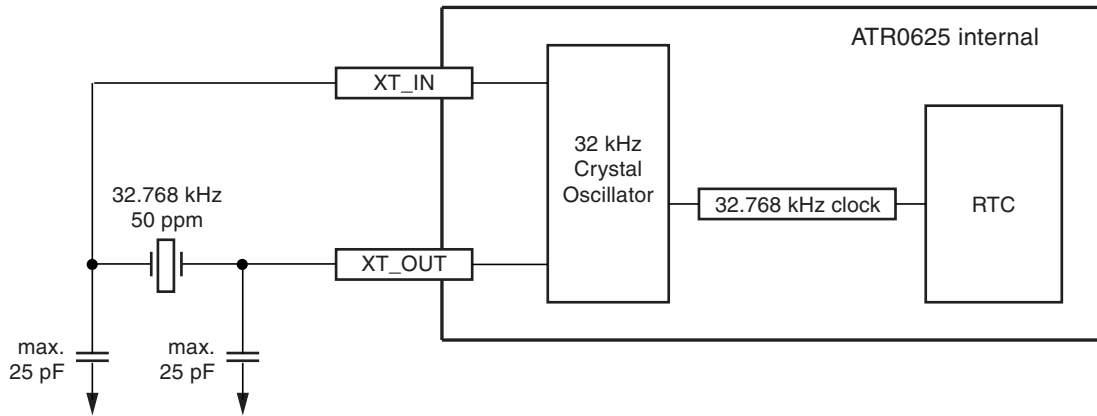 ATR0625 internal
XT_IN
32 kHz
Crystal
Oscillator
32.768 kHz clock
RTC
32.768 kHz
50 ppm
XT_OUT
max.
25 pF
max.
25 pF